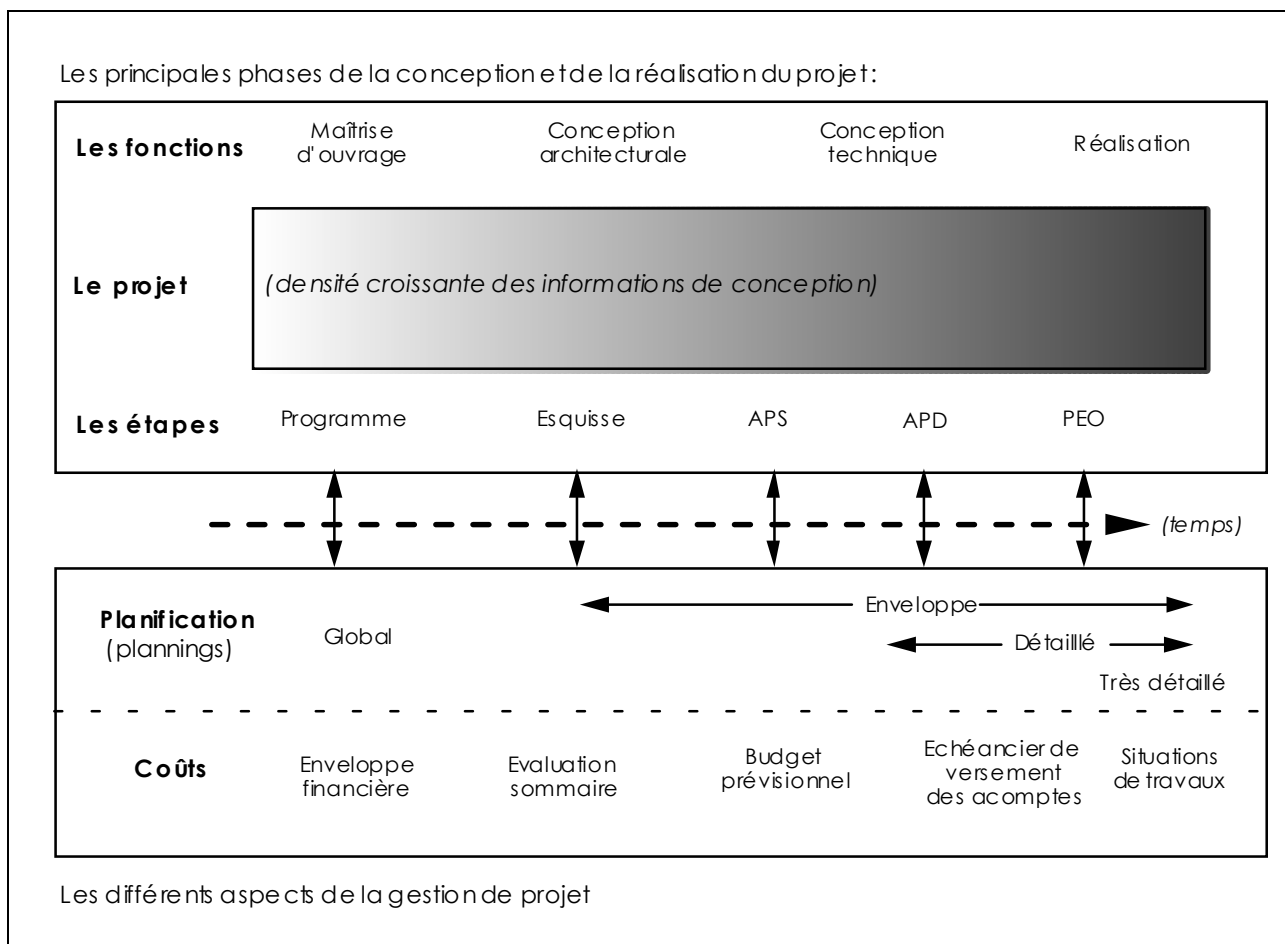 Les principales phases de la conception et de la réalisation du projet :
Les fonctions
Maîtrise
d'ouvrage
Conception
architecturale
Conception
technique
Réalisation
Le projet
(densité croissante des informations de conception)
Les étapes
Programme
Esquisse
APS
APD
PEO
(temps)
Planification
(plannings)
Global
Enveloppe
Détaillé
Très détaillé
Coûts
Enveloppe
financière
Evaluation
sommaire
Budget
prévisionnel
Echéancier de
versement
des acomptes
Situations
de travaux
Les différents aspects de la gestion de projet